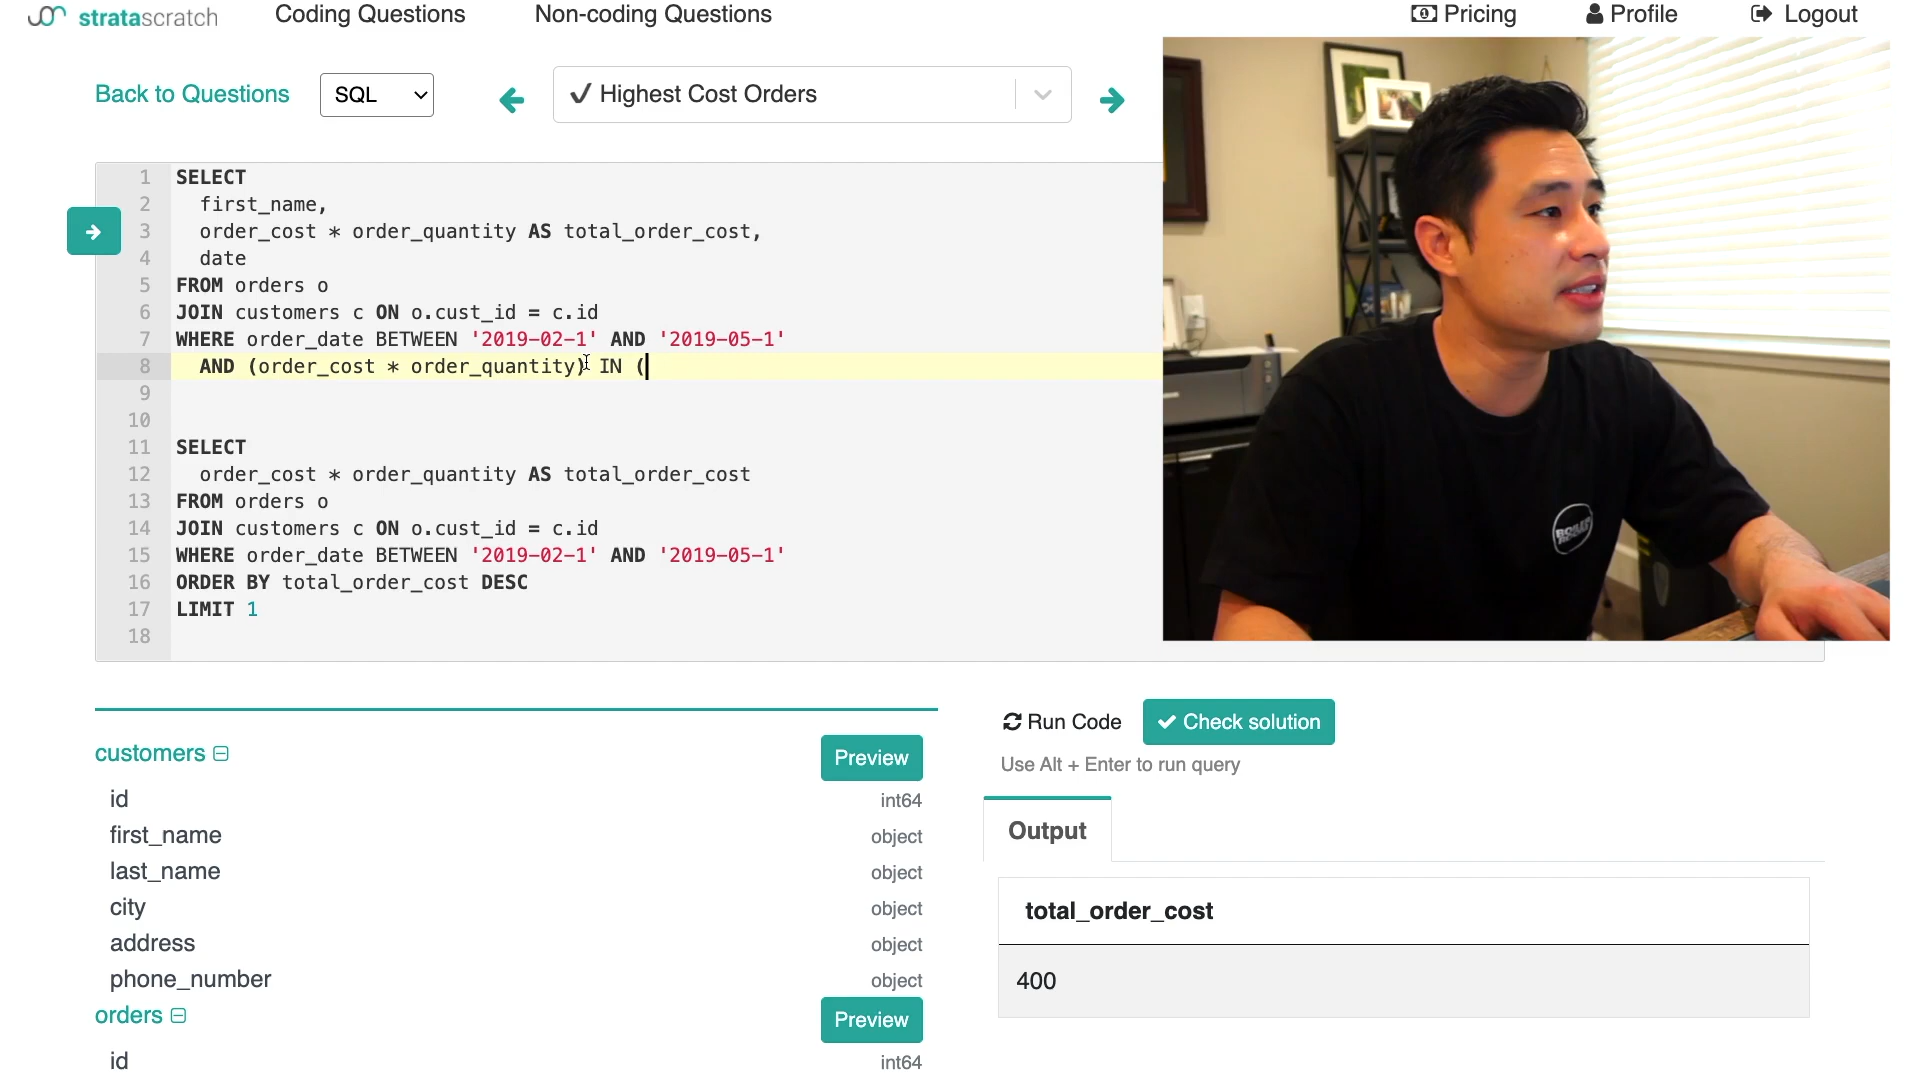 stratascratch
Coding Questions
Non-coding Questions
Pricing
Profile
Logout
Back to Questions
SQL
Highest Cost Orders
1 SELECT
2 first_name,
3 order_cost * order_quantity AS total_order_cost,
4 date
5 FROM orders o
6 JOIN customers c ON o.cust_id = c.id
7 WHERE order_date BETWEEN '2019-02-1' AND '2019-05-1'
8 AND (order_cost * order_quantity) IN (
9
10
11 SELECT
12 order_cost * order_quantity AS total_order_cost
13 FROM orders o
14 JOIN customers c ON o.cust_id = c.id
15 WHERE order_date BETWEEN '2019-02-1' AND '2019-05-1'
16 ORDER BY total_order_cost DESC
17 LIMIT 1
18
customers
Preview
id int64
first_name object
last_name object
city object
address object
phone_number object
orders
Preview
id int64
Run Code
Check solution
Use Alt + Enter to run query
Output
total_order_cost
400